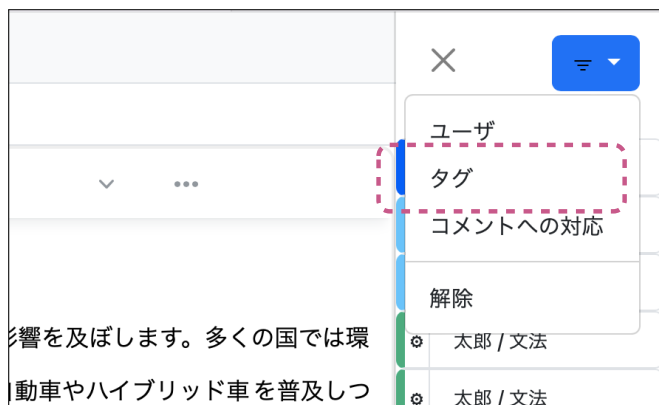 ユーザ
タグ
コメントへの対応
解除
影響を及ぼします。多くの国では環
動車やハイブリッド車を普及しつ
太郎 / 文法
太郎 / 文法